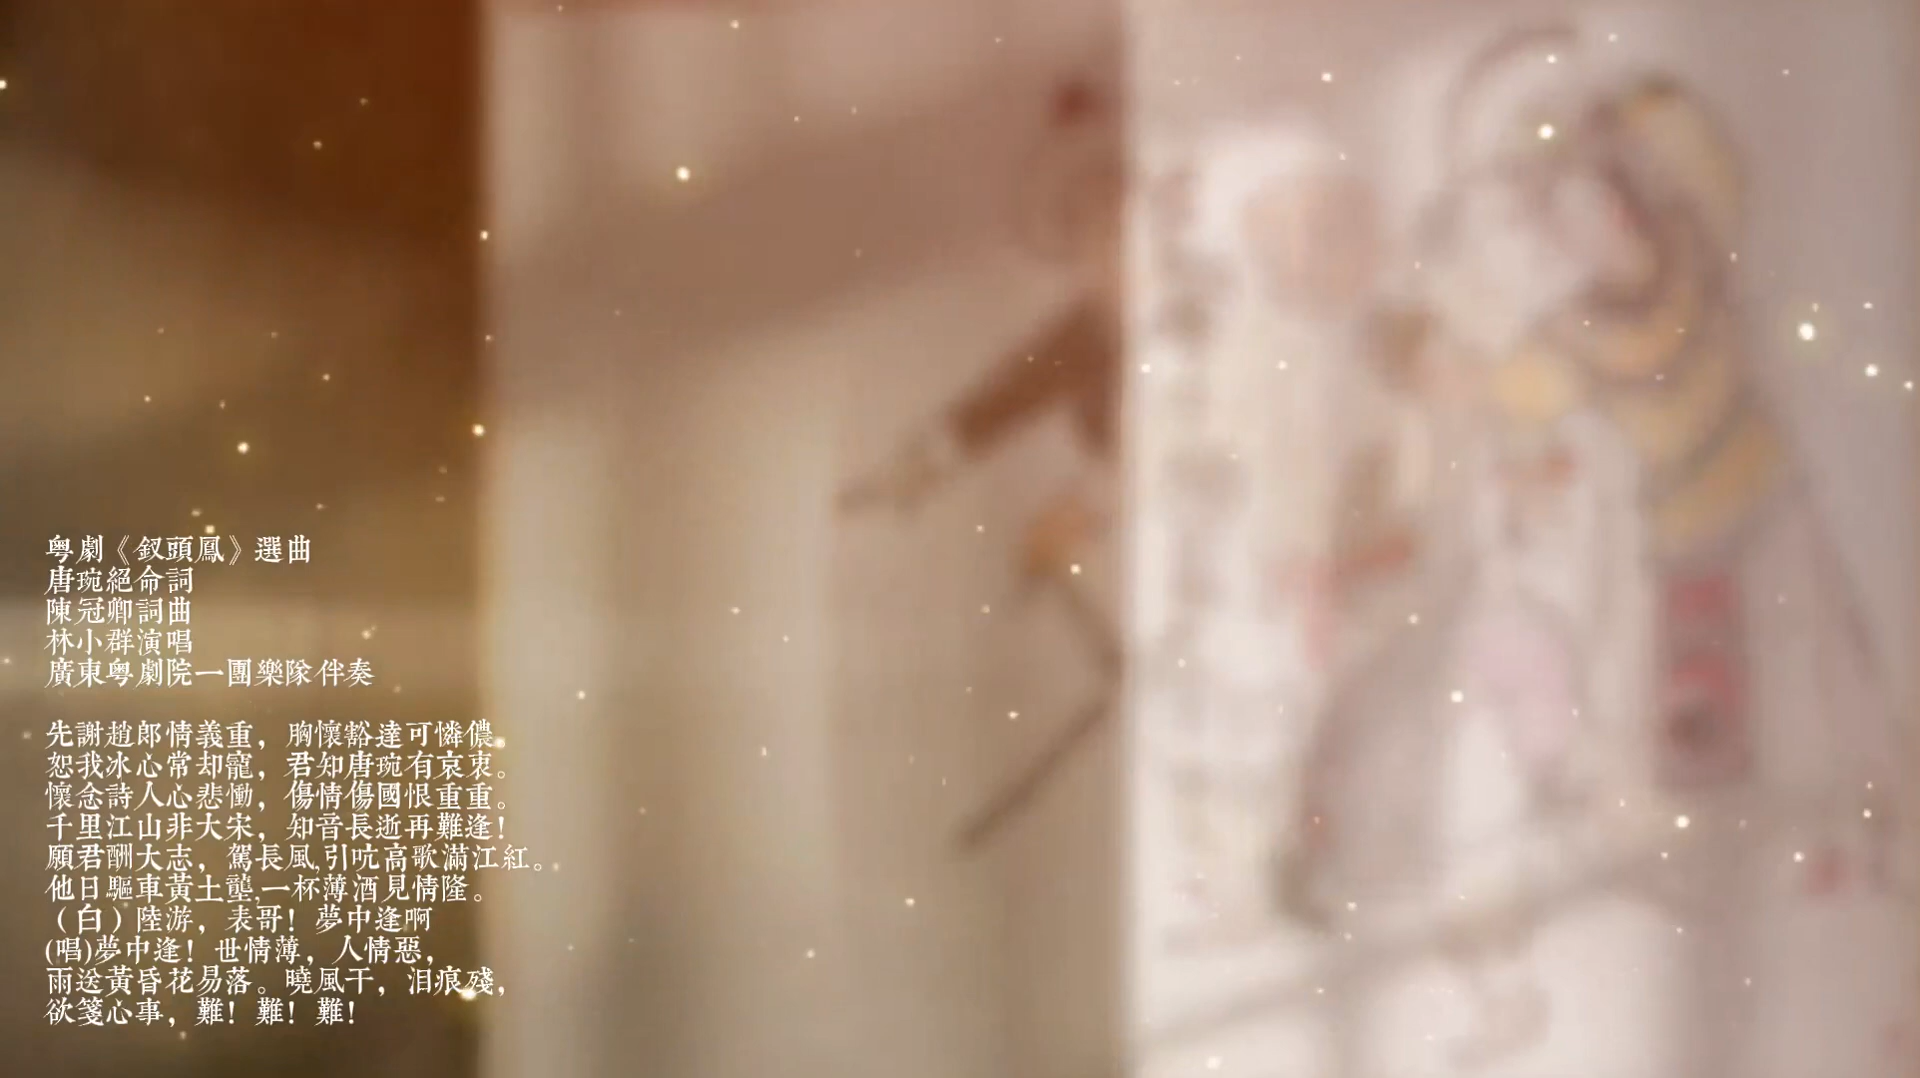 粵劇《釵頭鳳》選曲
唐琬絕命詞
陳冠卿詞曲
林小群演唱
廣東粵劇院一團樂隊伴奏
先謝趙郎情義重，胸懷豁達可憐儂。
恕我冰心常却寵，君知唐琬有哀衷。
懷念詩人心悲慟，傷情傷國恨重重。
千里江山非大宋，知音長逝再難逢！
願君酬大志，駕長風,引吭高歌滿江紅。
他日驅車黃土壟,一杯薄酒見情隆。
（白）陸游，表哥！夢中逢啊
(唱)夢中逢！世情薄，人情惡，
雨送黃昏花易落。曉風干，泪痕殘，
欲箋心事，難！難！難！